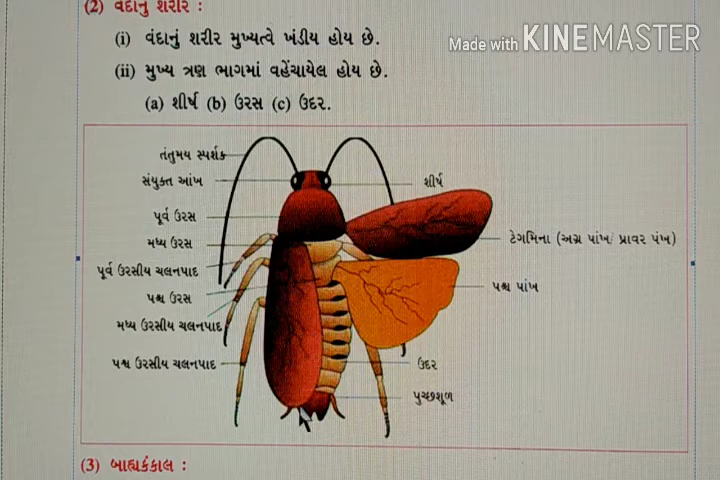 (2) વંદાનું શરીર :
Made with KINEMASTER
(i) વંદાનું શરીર મુખ્યત્વે ખંડીય હોય છે.
(ii) મુખ્ય ત્રણ ભાગમાં વહેંચાયેલ હોય છે.
(a) શીર્ષ (b) ઉરસ (c) ઉદર.
તંતુમય સ્પર્શક
સંયુક્ત આંખ
શીર્ષ
પૂર્વ ઉરસ
ટેગમિના (અગ્ર પાંખ/ પ્રાવર પંખ)
મધ્ય ઉરસ
પૂર્વ ઉરસીય ચલનપાદ
પશ્ચ પાંખ
પશ્ચ ઉરસ
મધ્ય ઉરસીય ચલનપાદ
પશ્ચ ઉરસીય ચલનપાદ
ઉદર
પુચ્છશૂળ
(3) બાહ્યકંકાલ :